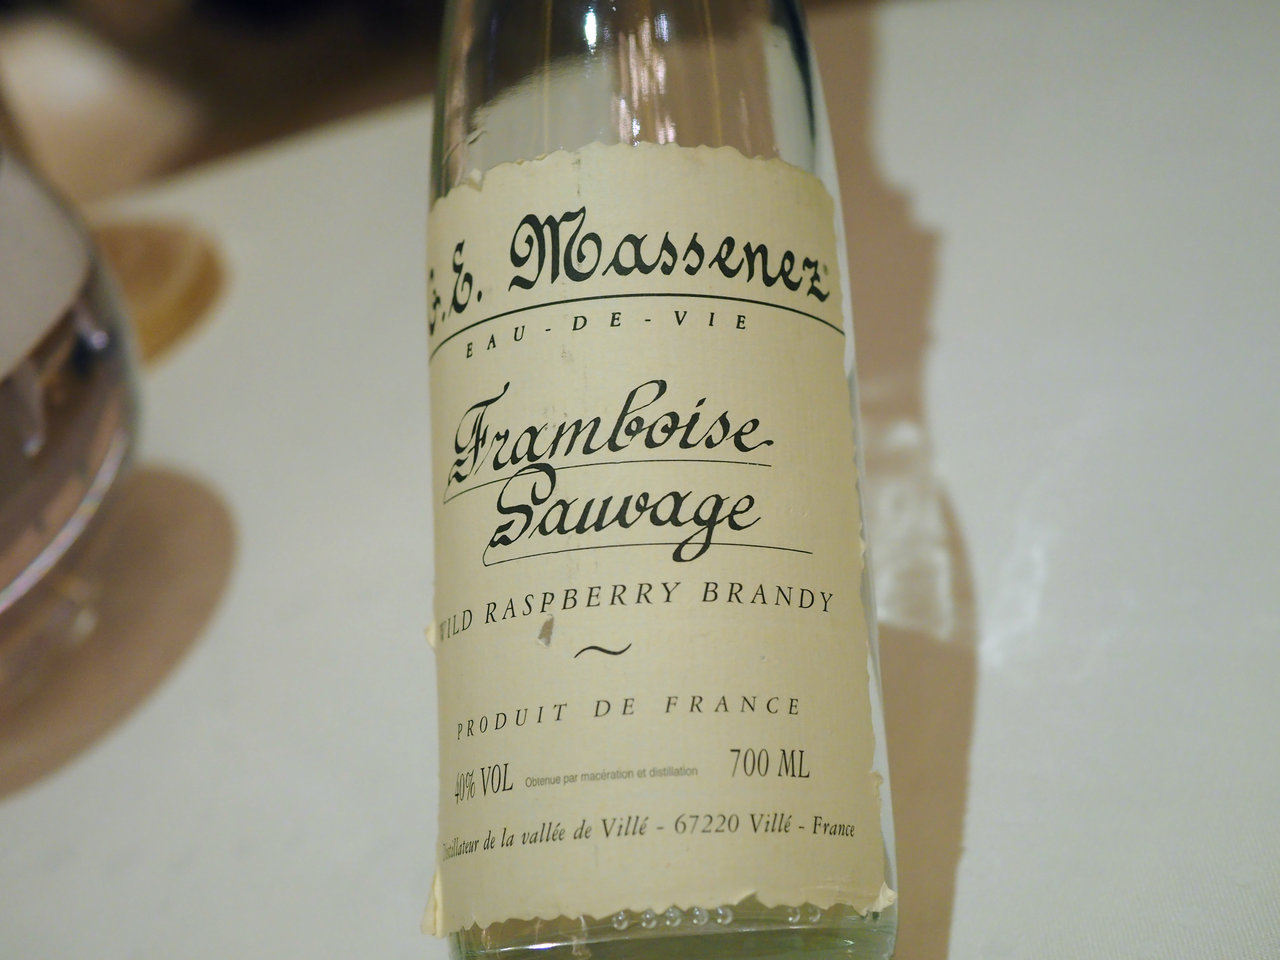 G.E. Massenez
EAU-DE-VIE
Framboise
Sauvage
WILD RASPBERRY BRANDY
PRODUIT DE FRANCE
40% VOL Obtenue par macération et distillation 700 ML
Distillateur de la vallée de Villé - 67220 Villé - France